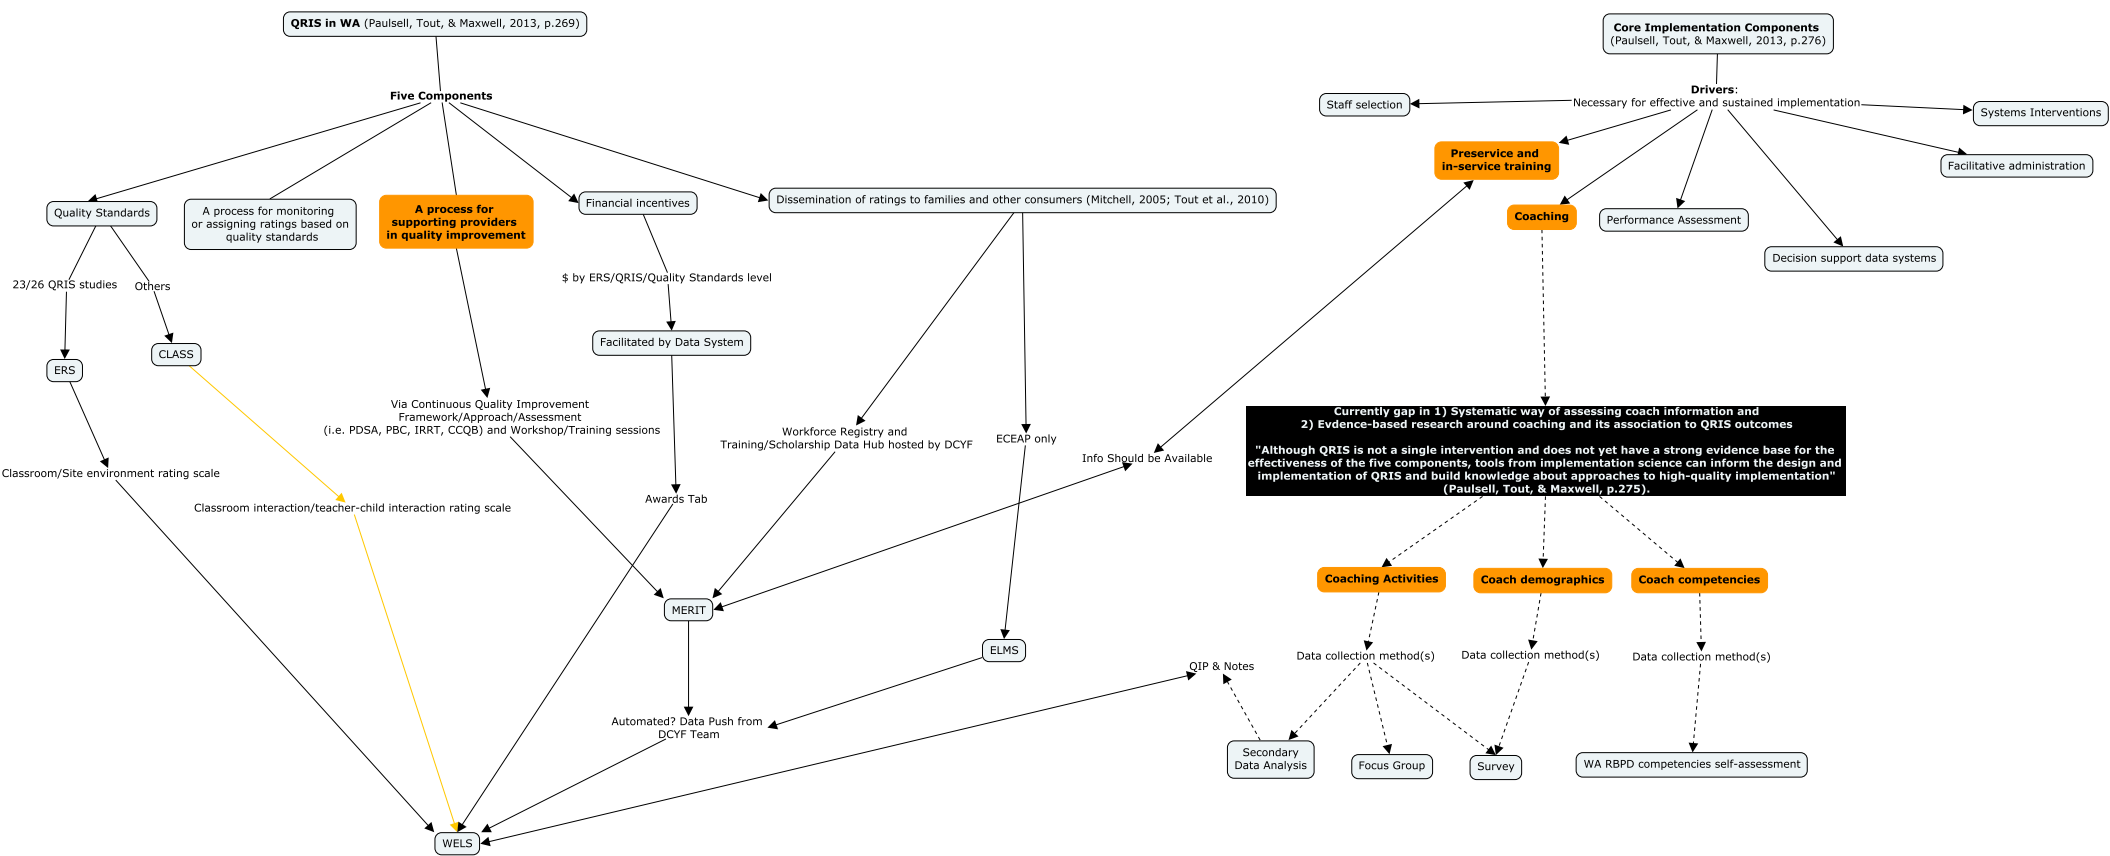 QRIS in WA (Paulsell, Tout, & Maxwell, 2013, p.269)
Five Components
Quality Standards
A process for monitoring
or assigning ratings based on
quality standards
A process for
supporting providers
in quality improvement
Financial incentives
Dissemination of ratings to families and other consumers (Mitchell, 2005; Tout et al., 2010)
23/26 QRIS studies
Others
$ by ERS/QRIS/Quality Standards level
ERS
CLASS
Facilitated by Data System
Via Continuous Quality Improvement
Framework/Approach/Assessment
(i.e. PDSA, PBC, IRRT, CCQB) and Workshop/Training sessions
Workforce Registry and
Training/Scholarship Data Hub hosted by DCYF
ECEAP only
Info Should be Available
Classroom/Site environment rating scale
Classroom interaction/teacher-child interaction rating scale
Awards Tab
MERIT
ELMS
QIP & Notes
Automated? Data Push from
DCYF Team
WELS
Core Implementation Components
(Paulsell, Tout, & Maxwell, 2013, p.276)
Drivers:
Necessary for effective and sustained implementation
Staff selection
Systems Interventions
Preservice and
in-service training
Facilitative administration
Coaching
Performance Assessment
Decision support data systems
Currently gap in 1) Systematic way of assessing coach information and
2) Evdence-based research around coaching and its association to QRIS outcomes
"Although QRIS is not a single intervention and does not yet have a strong evidence base for the
effectiveness of the five components, tools from implementation science can inform the design and
implementation of QRIS and build knowledge about approaches to high-quality implementation"
(Paulsell, Tout, & Maxwell, p.275).
Coaching Activities
Coach demographics
Coach competencies
Data collection method(s)
Data collection method(s)
Data collection method(s)
Secondary
Data Analysis
Focus Group
Survey
WA RBPD competencies self-assessment